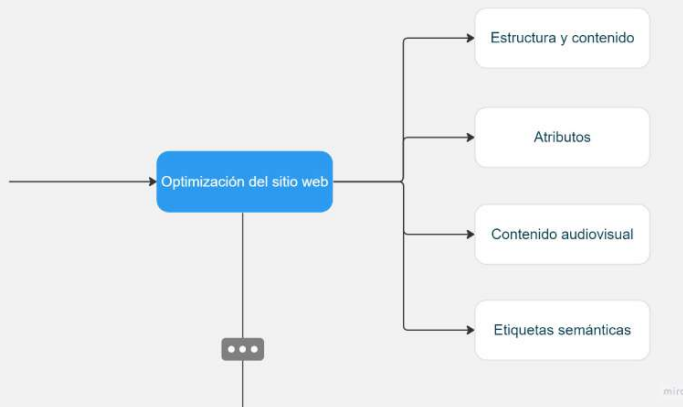 Estructura y contenido
Atributos
Optimización del sitio web
Contenido audiovisual
Etiquetas semánticas